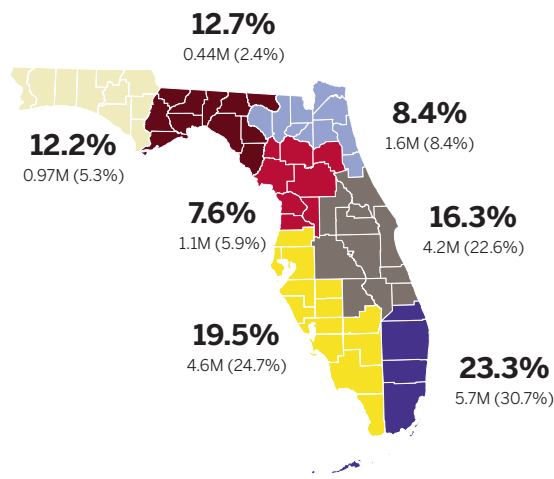 12.7%
0.44M (2.4%)
12.2%
0.97M (5.3%)
8.4%
1.6M (8.4%)
7.6%
1.1M (5.9%)
16.3%
4.2M (22.6%)
19.5%
4.6M (24.7%)
23.3%
5.7M (30.7%)